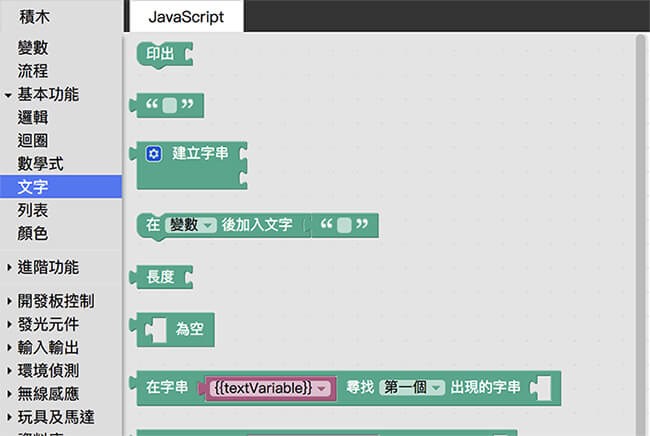 積木
JavaScript
變數
流程
基本功能
邏輯
迴圈
數學式
文字
列表
顏色
進階功能
開發板控制
發光元件
輸入輸出
環境偵測
無線感應
玩具及馬達
印出
“ ”
建立字串
在 變數 後加入文字 “ ”
長度
為空
在字串 {{textVariable}} 尋找 第一個 出現的字串